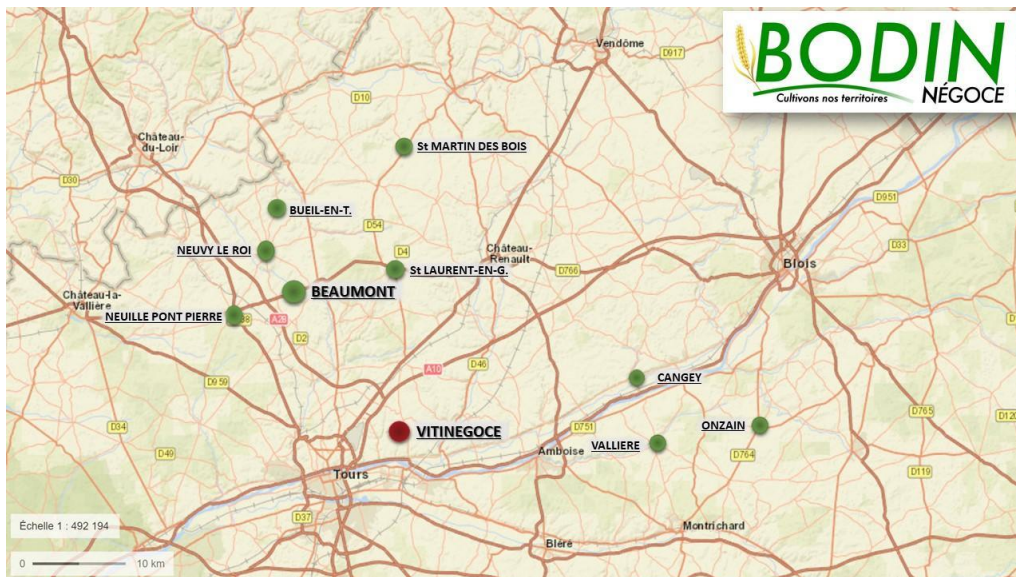 BODIN
NÉGOCE
Cultivons nos territoires
Vendôme
D917
D10
Château-
du-Loir
St MARTIN DES BOIS
D30
D951
BUEIL-EN-T.
D54
NEUVY LE ROI
D4
Château-
Renault
D33
St LAURENT-EN-G.
D766
Blois
BEAUMONT
Château-la-
Vallière
NEUILLE PONT PIERRE
A28
D2
D46
A10
D959
CANGEY
D765
D120
D34
VITINEGOCE
D751
ONZAIN
VALLIERE
Amboise
D764
D49
D119
Tours
D37
Échelle 1 : 492 194
Montrichard
Bléré
0
10 km